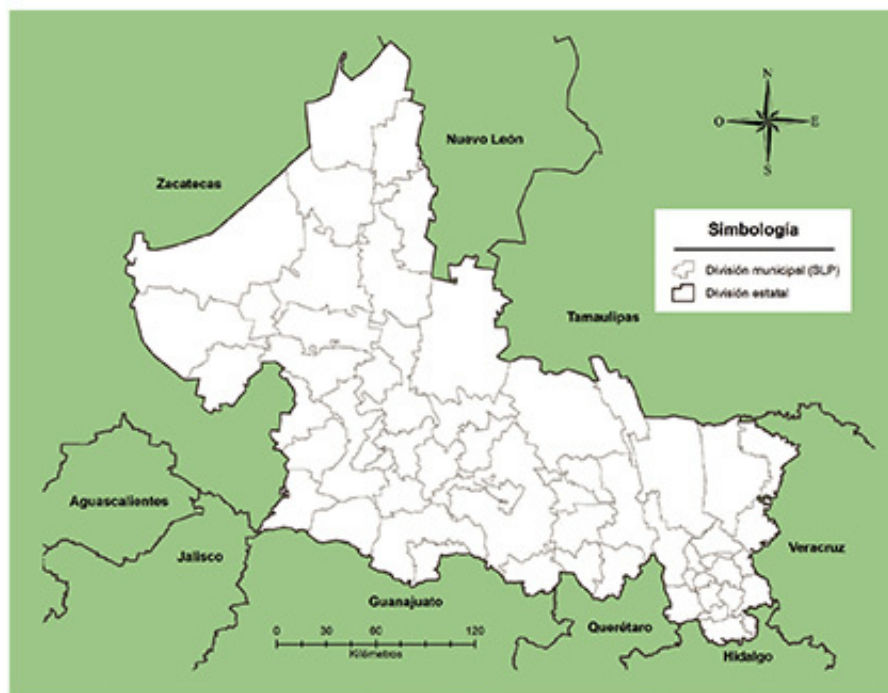 N
O
E
S
Nuevo León
Zacatecas
Simbología
División municipal (SLP)
División estatal
Tamaulipas
Aguascalientes
Jalisco
Veracruz
Guanajuato
Querétaro
Hidalgo
0 30 60 120
Kilómetros